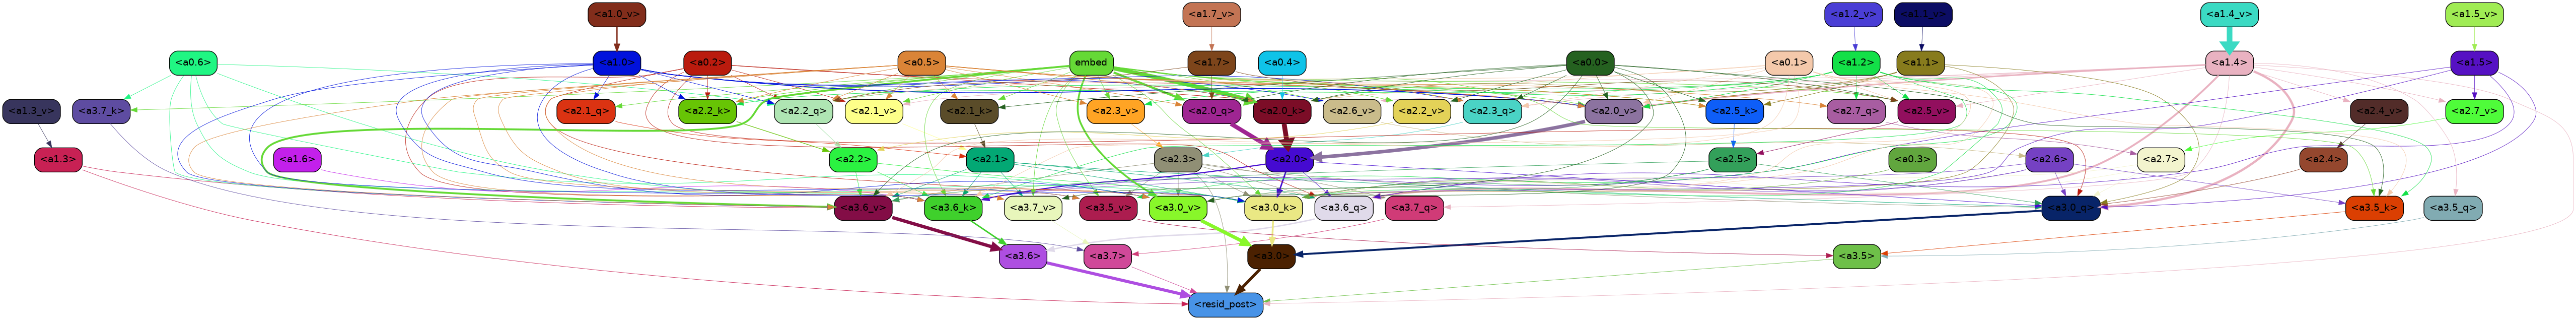 <a1.0_v> <a1.7_v> <a1.2_v> <a1.1_v> <a1.4_v> <a1.5_v>
<a0.6> <a1.0> <a0.2> <a0.5> embed <a1.7> <a0.4> <a0.0> <a0.1> <a1.2> <a1.1> <a1.4> <a1.5>
<a1.3_v> <a3.7_k> <a2.1_q> <a2.2_k> <a2.2_q> <a2.1_v> <a2.1_k> <a2.3_v> <a2.0_q> <a2.0_k> <a2.6_v> <a2.2_v> <a2.3_q> <a2.0_v> <a2.5_k> <a2.7_q> <a2.5_v> <a2.4_v> <a2.7_v>
<a1.3> <a1.6> <a2.2> <a2.1> <a2.3> <a2.0> <a2.5> <a0.3> <a2.6> <a2.7> <a2.4>
<a3.6_v> <a3.6_k> <a3.7_v> <a3.5_v> <a3.0_v> <a3.0_k> <a3.6_q> <a3.7_q> <a3.0_q> <a3.5_k> <a3.5_q>
<a3.6> <a3.7> <a3.0> <a3.5>
<resid_post>